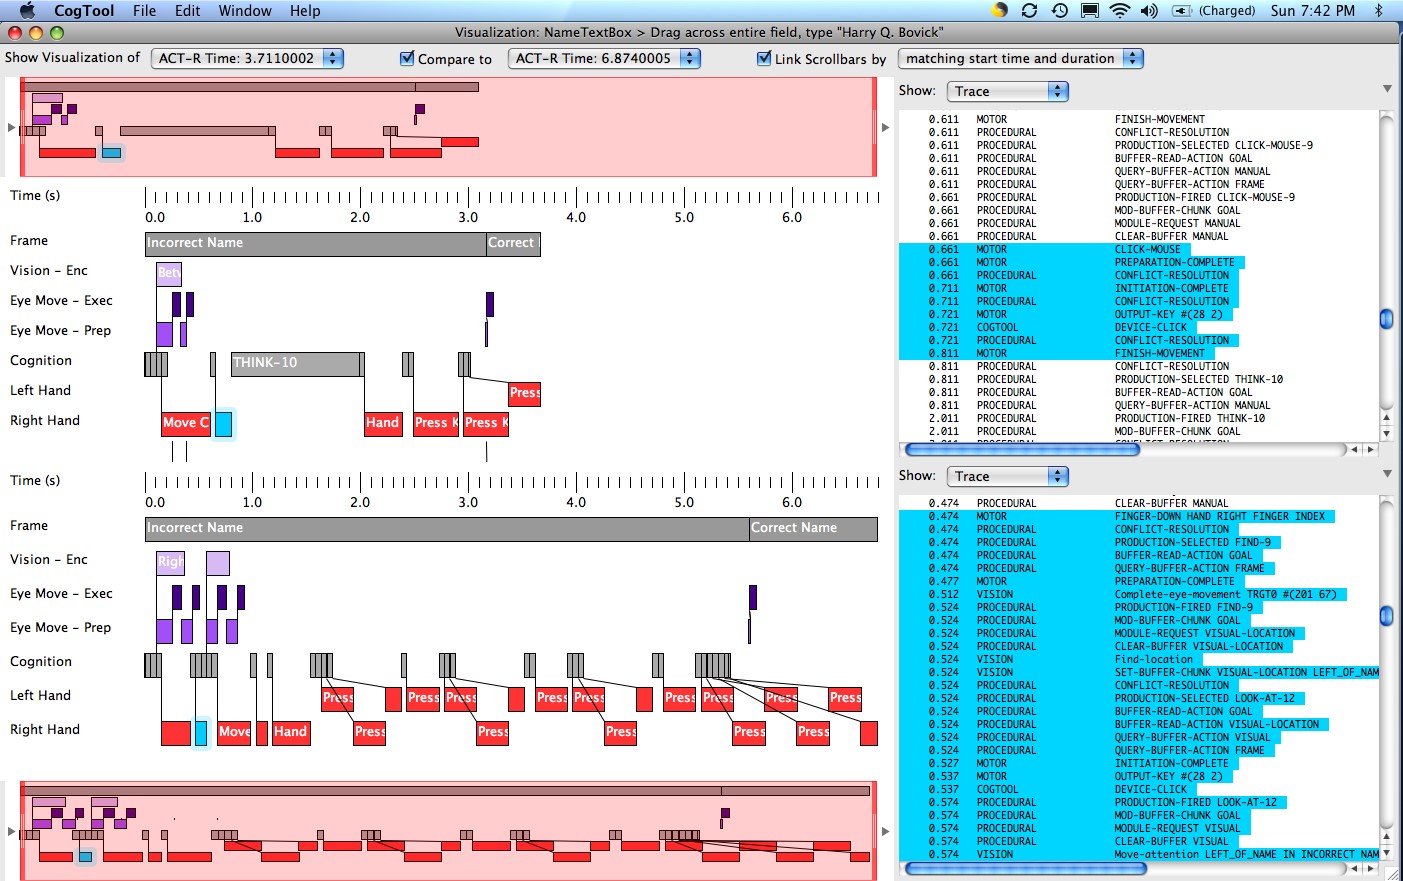 CogTool File Edit Window Help (Charged) Sun 7:42 PM
Visualization: NameTextBox > Drag across entire field, type "Harry Q. Bovick"
Show Visualization of ACT-R Time: 3.7110002 Compare to ACT-R Time: 6.8740005 Link Scrollbars by matching start time and duration
Time (s)
0.0 1.0 2.0 3.0 4.0 5.0 6.0
Frame Incorrect Name Correct
Vision - Enc Betv
Eye Move - Exec
Eye Move - Prep
Cognition THINK-10
Left Hand Press
Right Hand Move C Hand Press K Press K
Time (s)
0.0 1.0 2.0 3.0 4.0 5.0 6.0
Frame Incorrect Name Correct Name
Vision - Enc Righ
Eye Move - Exec
Eye Move - Prep
Cognition
Left Hand Press Press Press Press Press Press Press Press Press
Right Hand Move Hand Press Press Press Press Press
Show: Trace
0.611 MOTOR FINISH-MOVEMENT
0.611 PROCEDURAL CONFLICT-RESOLUTION
0.611 PROCEDURAL PRODUCTION-SELECTED CLICK-MOUSE-9
0.611 PROCEDURAL BUFFER-READ-ACTION GOAL
0.611 PROCEDURAL QUERY-BUFFER-ACTION MANUAL
0.611 PROCEDURAL QUERY-BUFFER-ACTION FRAME
0.661 PROCEDURAL PRODUCTION-FIRED CLICK-MOUSE-9
0.661 PROCEDURAL MOD-BUFFER-CHUNK GOAL
0.661 PROCEDURAL MODULE-REQUEST MANUAL
0.661 PROCEDURAL CLEAR-BUFFER MANUAL
0.661 MOTOR CLICK-MOUSE
0.661 MOTOR PREPARATION-COMPLETE
0.661 PROCEDURAL CONFLICT-RESOLUTION
0.711 MOTOR INITIATION-COMPLETE
0.711 PROCEDURAL CONFLICT-RESOLUTION
0.721 MOTOR OUTPUT-KEY #(28 2)
0.721 COGTOOL DEVICE-CLICK
0.721 PROCEDURAL CONFLICT-RESOLUTION
0.811 MOTOR FINISH-MOVEMENT
0.811 PROCEDURAL CONFLICT-RESOLUTION
0.811 PROCEDURAL PRODUCTION-SELECTED THINK-10
0.811 PROCEDURAL BUFFER-READ-ACTION GOAL
0.811 PROCEDURAL QUERY-BUFFER-ACTION MANUAL
2.011 PROCEDURAL PRODUCTION-FIRED THINK-10
2.011 PROCEDURAL MOD-BUFFER-CHUNK GOAL
Show: Trace
0.474 PROCEDURAL CLEAR-BUFFER MANUAL
0.474 MOTOR FINGER-DOWN HAND RIGHT FINGER INDEX
0.474 PROCEDURAL CONFLICT-RESOLUTION
0.474 PROCEDURAL PRODUCTION-SELECTED FIND-9
0.474 PROCEDURAL BUFFER-READ-ACTION GOAL
0.474 PROCEDURAL QUERY-BUFFER-ACTION FRAME
0.477 MOTOR PREPARATION-COMPLETE
0.512 VISION Complete-eye-movement TRGT0 #(201 67)
0.524 PROCEDURAL PRODUCTION-FIRED FIND-9
0.524 PROCEDURAL MOD-BUFFER-CHUNK GOAL
0.524 PROCEDURAL MODULE-REQUEST VISUAL-LOCATION
0.524 PROCEDURAL CLEAR-BUFFER VISUAL-LOCATION
0.524 VISION Find-location
0.524 VISION SET-BUFFER-CHUNK VISUAL-LOCATION LEFT_OF_NAM
0.524 PROCEDURAL CONFLICT-RESOLUTION
0.524 PROCEDURAL PRODUCTION-SELECTED LOOK-AT-12
0.524 PROCEDURAL BUFFER-READ-ACTION GOAL
0.524 PROCEDURAL BUFFER-READ-ACTION VISUAL-LOCATION
0.524 PROCEDURAL QUERY-BUFFER-ACTION VISUAL
0.524 PROCEDURAL QUERY-BUFFER-ACTION FRAME
0.527 MOTOR INITIATION-COMPLETE
0.537 MOTOR OUTPUT-KEY #(28 2)
0.537 COGTOOL DEVICE-CLICK
0.574 PROCEDURAL PRODUCTION-FIRED LOOK-AT-12
0.574 PROCEDURAL MOD-BUFFER-CHUNK GOAL
0.574 PROCEDURAL MODULE-REQUEST VISUAL
0.574 PROCEDURAL CLEAR-BUFFER VISUAL
0.574 VISION Move-attention LEFT_OF_NAME IN INCORRECT NAM